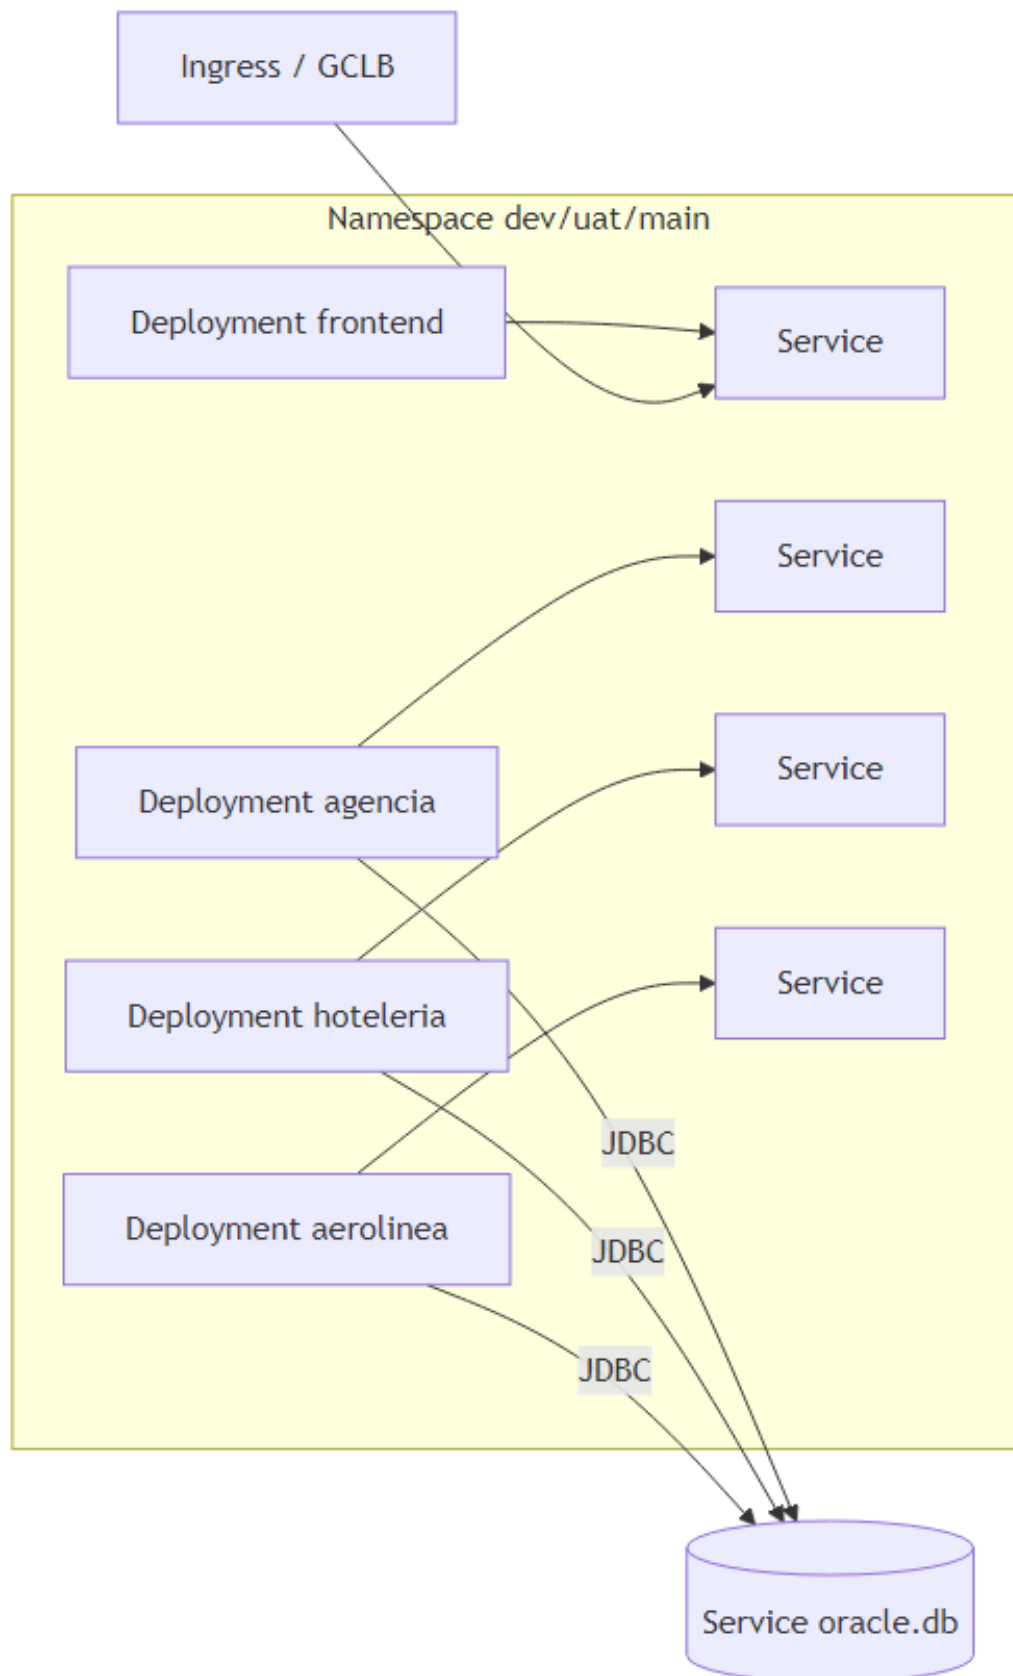 Ingress / GCLB
Namespace dev/uat/main
Deployment frontend
Service
Service
Service
Deployment agencia
Service
Deployment hoteleria
JDBC
Deployment aerolinea
JDBC
JDBC
Service oracle.db